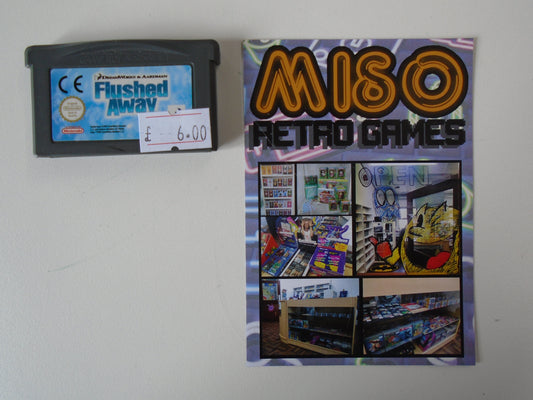 DREAMWORKS & AARDMAN
Flushed
Away
CE
Nintendo
£ 6.00
MISO
RETRO GAMES
OPEN